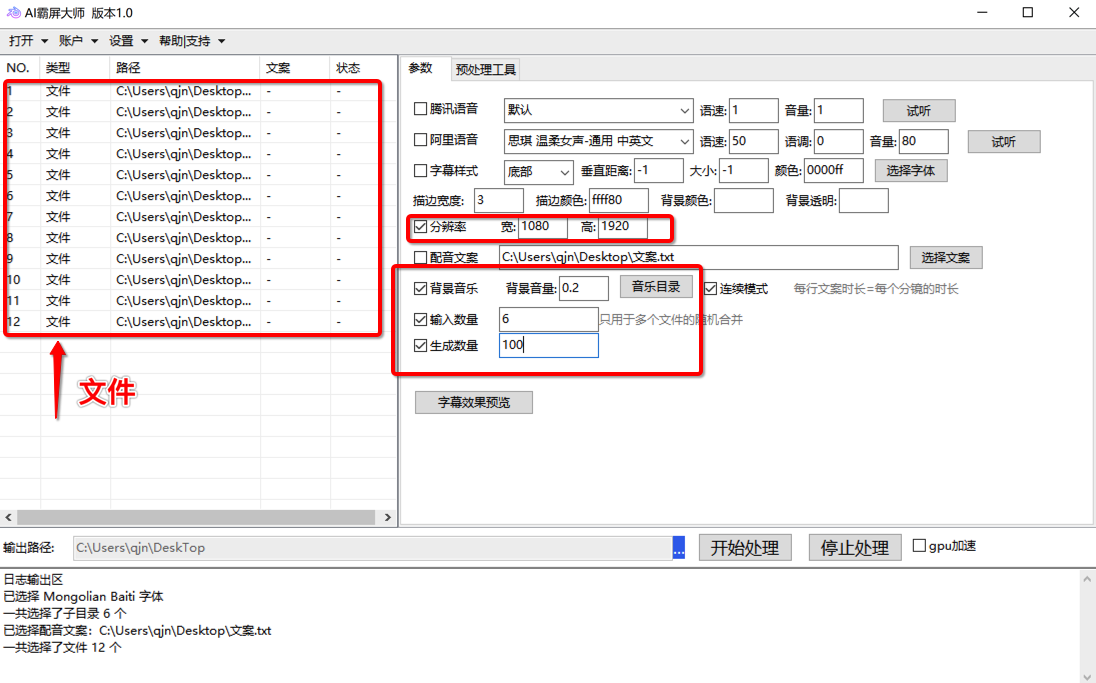 AI霸屏大师 版本1.0
打开 账户 设置 帮助|支持
NO. 类型 路径 文案 状态
1 文件 C:\Users\qjn\Desktop... - -
2 文件 C:\Users\qjn\Desktop... - -
3 文件 C:\Users\qjn\Desktop... - -
4 文件 C:\Users\qjn\Desktop... - -
5 文件 C:\Users\qjn\Desktop... - -
6 文件 C:\Users\qjn\Desktop... - -
7 文件 C:\Users\qjn\Desktop... - -
8 文件 C:\Users\qjn\Desktop... - -
9 文件 C:\Users\qjn\Desktop... - -
10 文件 C:\Users\qjn\Desktop... - -
11 文件 C:\Users\qjn\Desktop... - -
12 文件 C:\Users\qjn\Desktop... - -
文件
参数 预处理工具
腾讯语音 默认 语速: 1 音量: 1 试听
阿里语音 思琪 温柔女声-通用 中英文 语速: 50 语调: 0 音量: 80 试听
字幕样式 底部 垂直距离: -1 大小: -1 颜色: 0000ff 选择字体
描边宽度: 3 描边颜色: ffff80 背景颜色: 背景透明:
分辨率 宽: 1080 高: 1920
配音文案 C:\Users\qjn\Desktop\文案.txt 选择文案
背景音乐 背景音量: 0.2 音乐目录 连续模式 每行文案时长=每个分镜的时长
输入数量 6 只用于多个文件的随机合并
生成数量 100
字幕效果预览
输出路径: C:\Users\qjn\DeskTop ... 开始处理 停止处理 gpu加速
日志输出区
已选择 Mongolian Baiti 字体
一共选择了子目录 6 个
已选择配音文案：C:\Users\qjn\Desktop\文案.txt
一共选择了文件 12 个